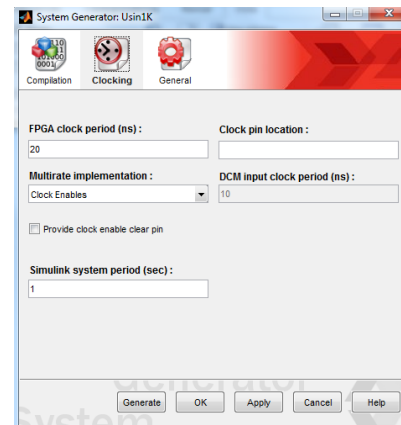 System Generator: Usin1K
Compilation Clocking General
FPGA clock period (ns) : Clock pin location :
20
Multirate implementation : DCM input clock period (ns) :
Clock Enables 10
Provide clock enable clear pin
Simulink system period (sec) :
1
Generate OK Apply Cancel Help
System